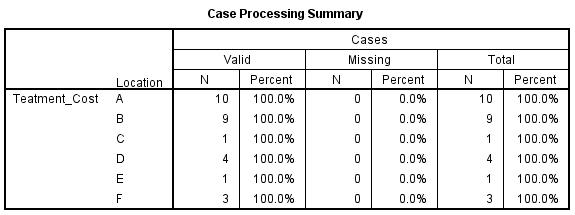 Case Processing Summary
Cases
Valid Missing Total
Location N Percent N Percent N Percent
Teatment_Cost A 10 100.0% 0 0.0% 10 100.0%
B 9 100.0% 0 0.0% 9 100.0%
C 1 100.0% 0 0.0% 1 100.0%
D 4 100.0% 0 0.0% 4 100.0%
E 1 100.0% 0 0.0% 1 100.0%
F 3 100.0% 0 0.0% 3 100.0%